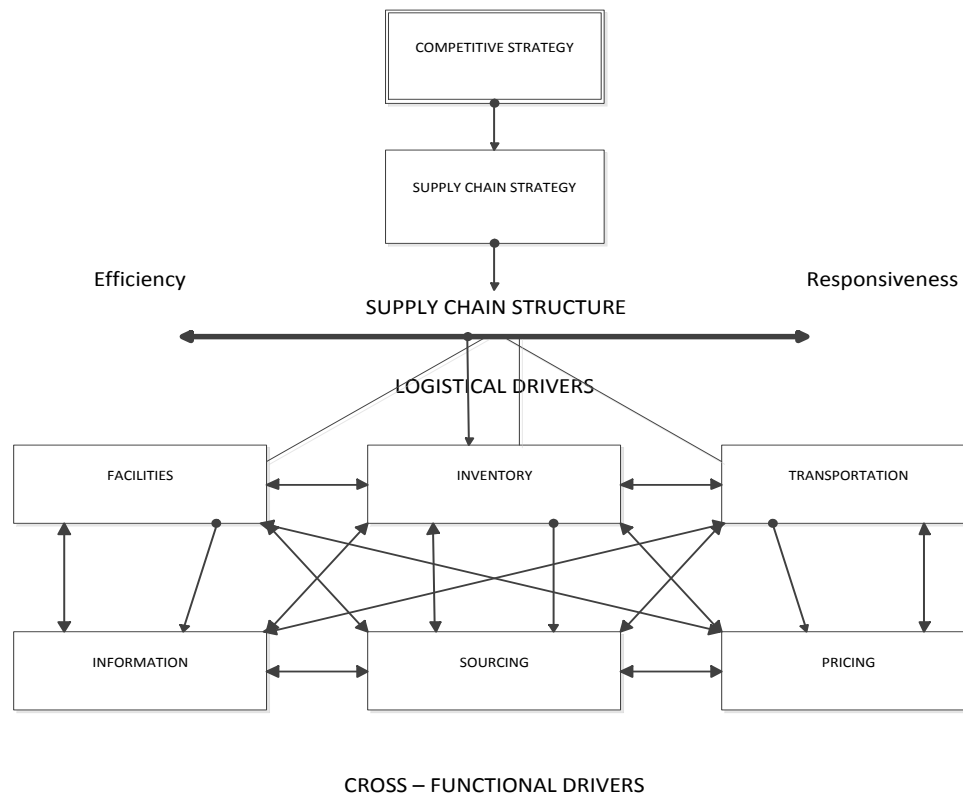 COMPETITIVE STRATEGY
SUPPLY CHAIN STRATEGY
Efficiency
Responsiveness
SUPPLY CHAIN STRUCTURE
LOGISTICAL DRIVERS
FACILITIES
INVENTORY
TRANSPORTATION
INFORMATION
SOURCING
PRICING
CROSS – FUNCTIONAL DRIVERS